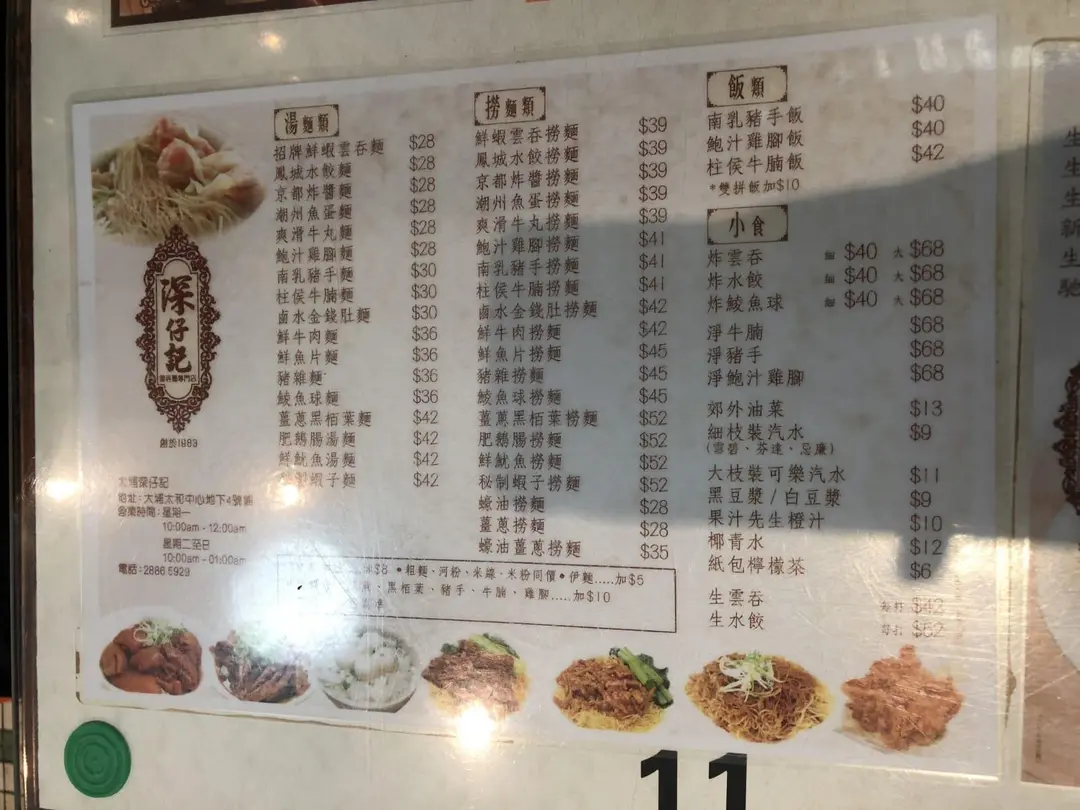 深仔記
雲吞麵專門店
創於1983
大埔深仔記
地址：大埔太和中心地下4號舖
營業時間：星期一
10:00am - 12:00am
星期二至日
10:00am - 01:00am
電話：2886 5929
湯麵類
招牌鮮蝦雲吞麵 $28
鳳城水餃麵 $28
京都炸醬麵 $28
潮州魚蛋麵 $28
爽滑牛丸麵 $28
鮑汁雞腳麵 $28
南乳豬手麵 $30
柱侯牛腩麵 $30
鹵水金錢肚麵 $30
鮮牛肉麵 $36
鮮魚片麵 $36
豬雜麵 $36
鯪魚球麵 $36
薑蔥黑栢葉麵 $42
肥鵝腸湯麵 $42
鮮魷魚湯麵 $42
蝦子麵 $42
撈麵類
鮮蝦雲吞撈麵 $39
鳳城水餃撈麵 $39
京都炸醬撈麵 $39
潮州魚蛋撈麵 $39
爽滑牛丸撈麵 $39
鮑汁雞腳撈麵 $41
南乳豬手撈麵 $41
柱侯牛腩撈麵 $41
鹵水金錢肚撈麵 $42
鮮牛肉撈麵 $42
鮮魚片撈麵 $45
豬雜撈麵 $45
鯪魚球撈麵 $45
薑蔥黑栢葉撈麵 $52
肥鵝腸撈麵 $52
鮮魷魚撈麵 $52
秘制蝦子撈麵 $52
蠔油撈麵 $28
薑蔥撈麵 $28
蠔油薑蔥撈麵 $35
$8 •粗麵、河粉、米線、米粉同價•伊麵.....加$5
黑栢葉、豬手、牛腩、雞腳.....加$10
飯類
南乳豬手飯 $40
鮑汁雞腳飯 $40
柱侯牛腩飯 $42
*雙拼飯加$10
小食
炸雲吞 細 $40 大 $68
炸水餃 細 $40 大 $68
炸鯪魚球 細 $40 大 $68
淨牛腩 $68
淨豬手 $68
淨鮑汁雞腳 $68
郊外油菜 $13
細枝裝汽水 $9
(雪碧、芬達、忌廉)
大枝裝可樂汽水 $11
黑豆漿/白豆漿 $9
果汁先生橙汁 $10
椰青水 $12
紙包檸檬茶 $6
生雲吞 每打 $42
生水餃 每打 $52
11